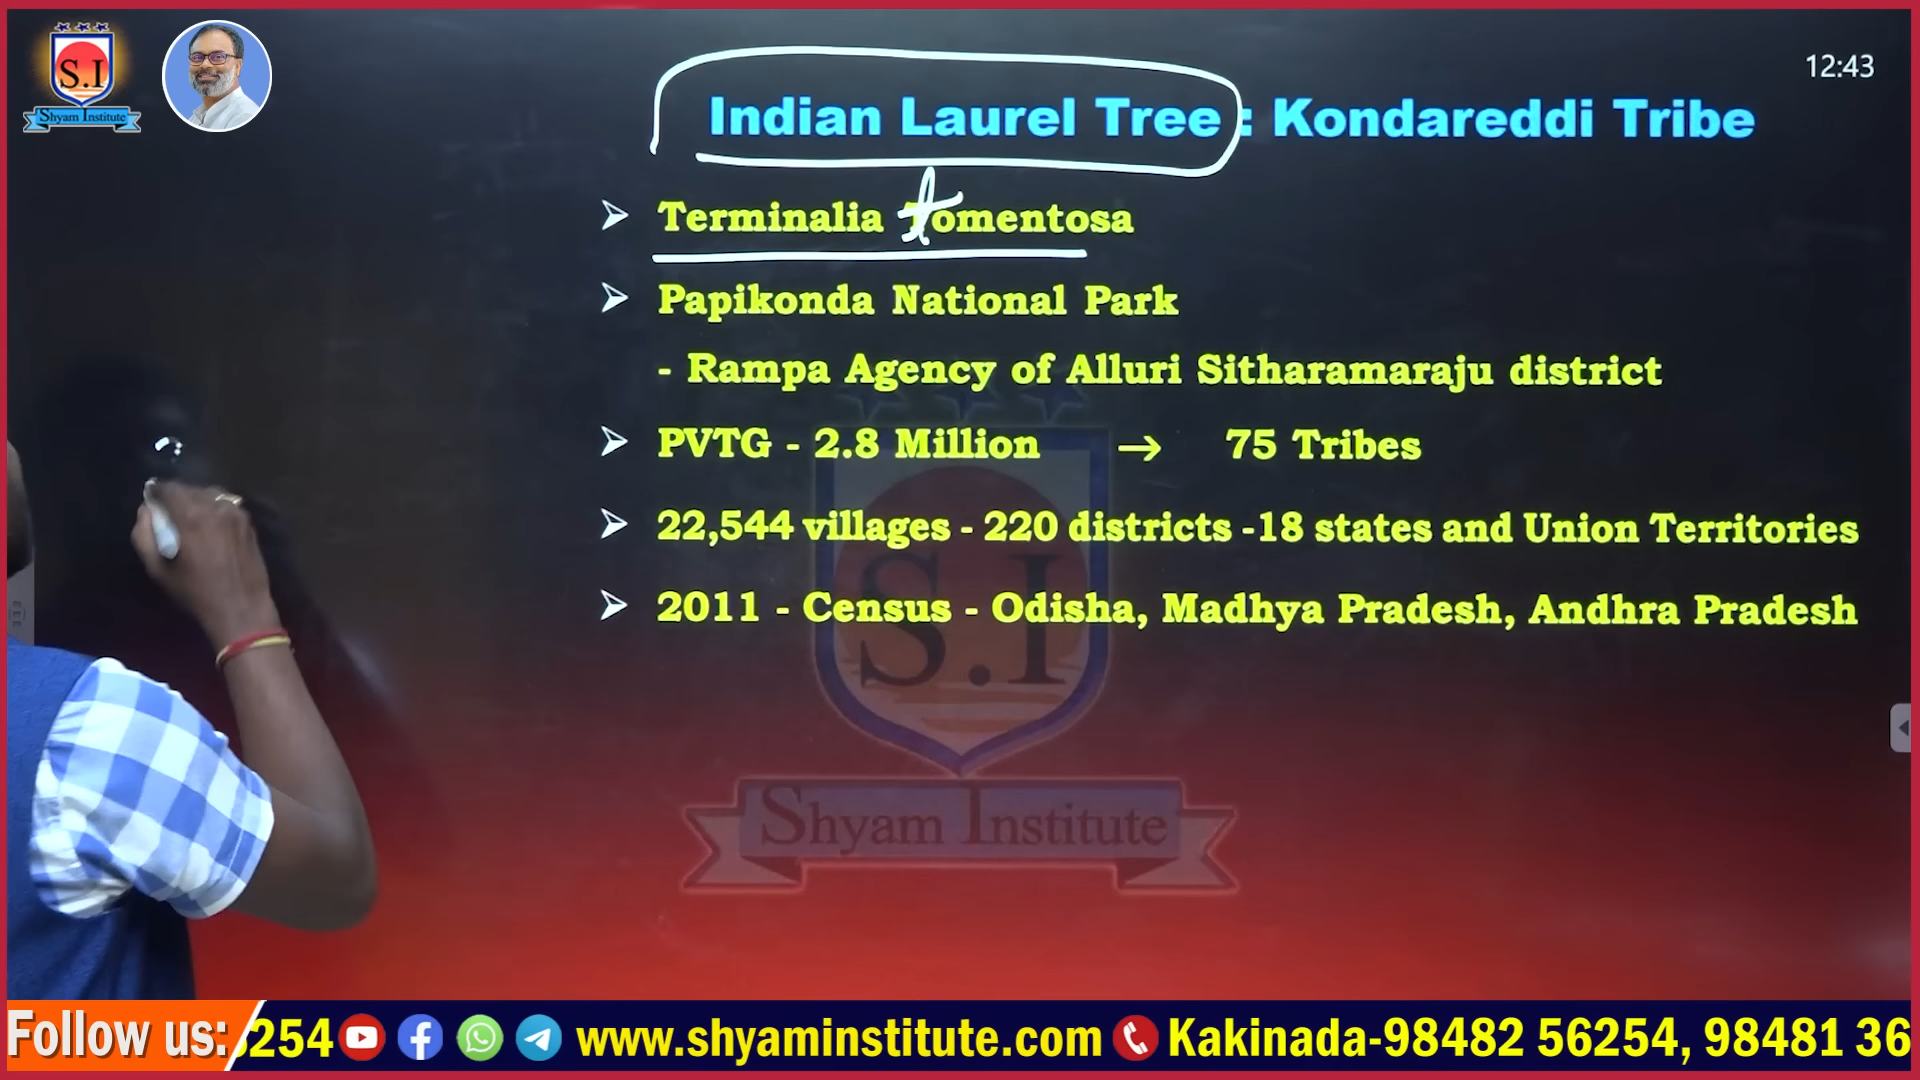 S.I
Shyam Institute
12:43
Indian Laurel Tree : Kondareddi Tribe
➢ Terminalia tomentosa
➢ Papikonda National Park
- Rampa Agency of Alluri Sitharamaraju district
➢ PVTG - 2.8 Million → 75 Tribes
➢ 22,544 villages - 220 districts -18 states and Union Territories
➢ 2011 - Census - Odisha, Madhya Pradesh, Andhra Pradesh
S.I
Shyam Institute
Follow us: 6254 www.shyaminstitute.com Kakinada-98482 56254, 98481 36